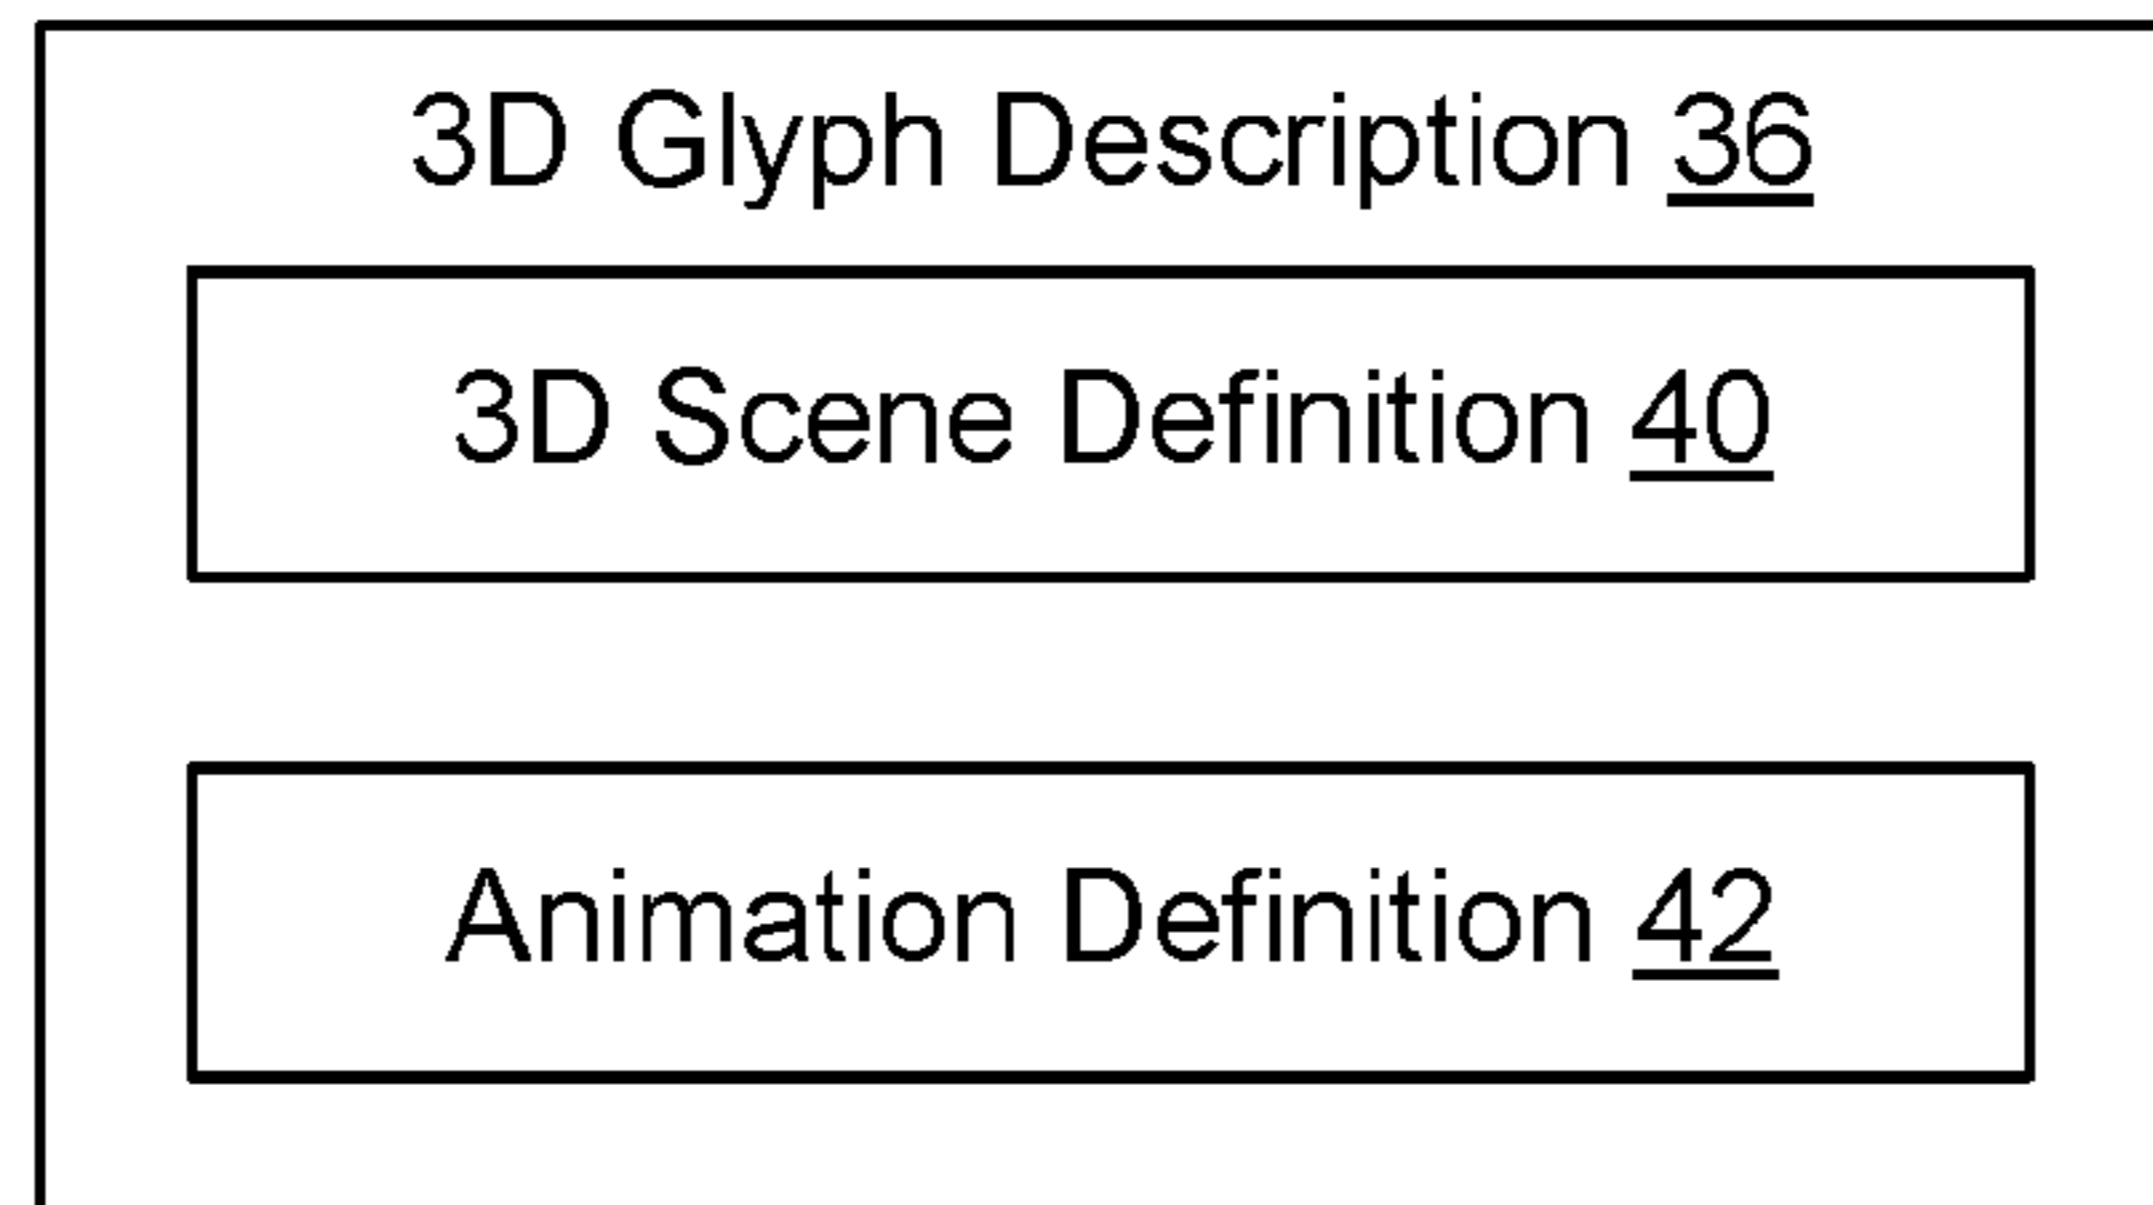 3D Glyph Description 36
3D Scene Definition 40
Animation Definition 42